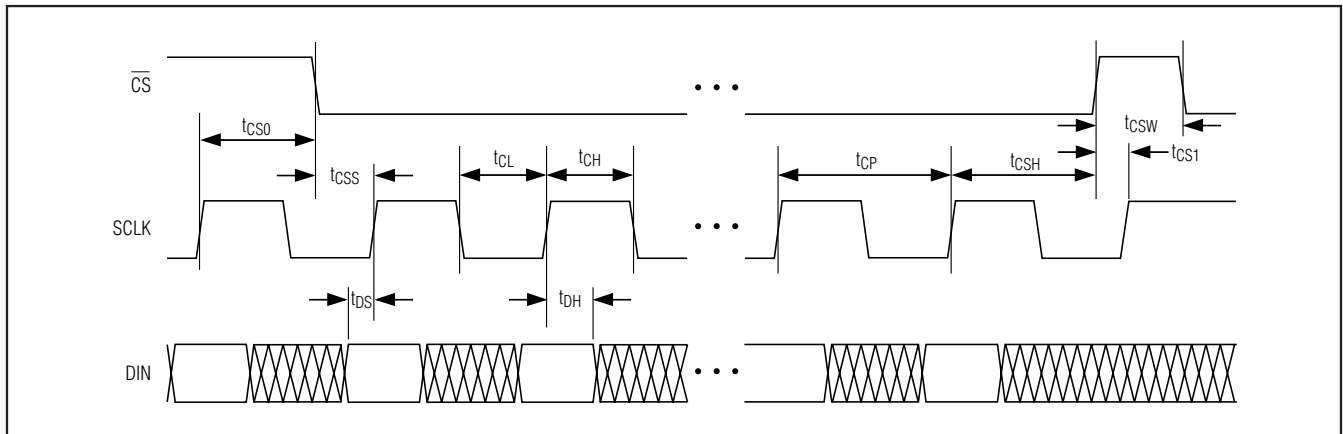 CS
tCS0
tCSS
tCL
tCH
tCP
tCSH
tCSW
tCS1
SCLK
tDS
tDH
DIN